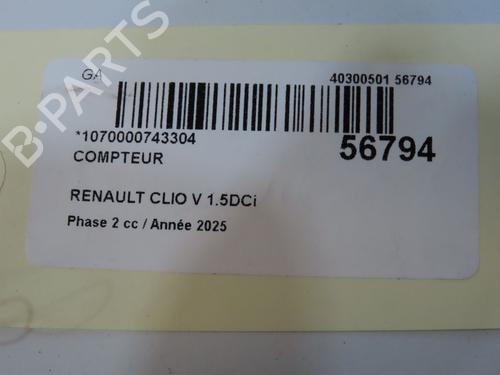 GA
40300501 56794
*1070000743304
56794
COMPTEUR
RENAULT CLIO V 1.5DCi
Phase 2 cc / Année 2025
B-PARTS